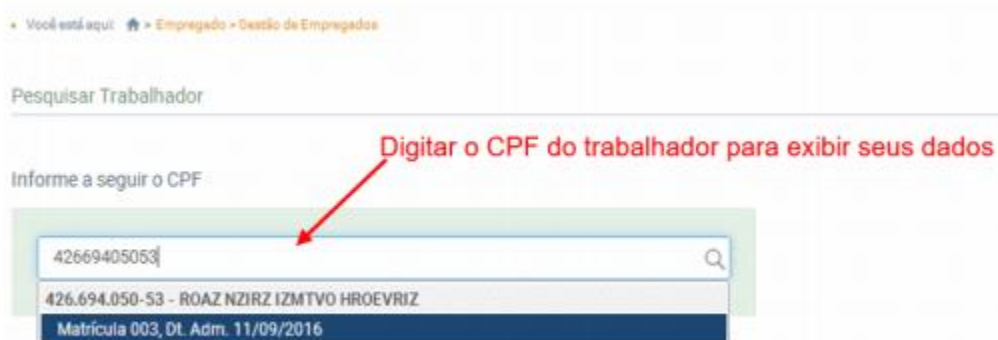 Você está aqui: > Empregado > Gestão de Empregados
Pesquisar Trabalhador
Digitar o CPF do trabalhador para exibir seus dados
Informe a seguir o CPF
42669405053
426.694.050-53 - ROAZ NZIRZ IZMTVO HROEVRIZ
Matrícula 003, Dt. Adm. 11/09/2016